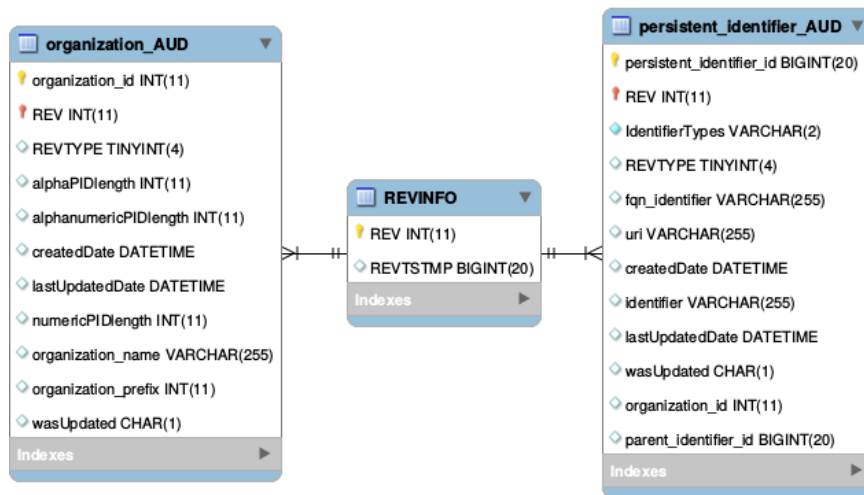 organization_AUD
organization_id INT(11)
REV INT(11)
REVTYPE TINYINT(4)
alphaPIDlength INT(11)
alphanumericPIDlength INT(11)
createdDate DATETIME
lastUpdatedDate DATETIME
numericPIDlength INT(11)
organization_name VARCHAR(255)
organization_prefix INT(11)
wasUpdated CHAR(1)
Indexes
REVINFO
REV INT(11)
REVTSTMP BIGINT(20)
Indexes
persistent_identifier_AUD
persistent_identifier_id BIGINT(20)
REV INT(11)
IdentifierTypes VARCHAR(2)
REVTYPE TINYINT(4)
fqn_identifier VARCHAR(255)
uri VARCHAR(255)
createdDate DATETIME
identifier VARCHAR(255)
lastUpdatedDate DATETIME
wasUpdated CHAR(1)
organization_id INT(11)
parent_identifier_id BIGINT(20)
Indexes